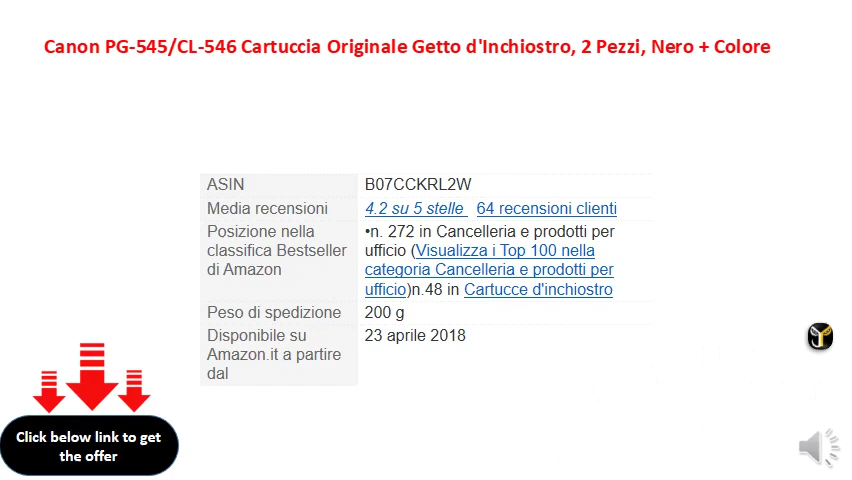 Canon PG-545/CL-546 Cartuccia Originale Getto d'Inchiostro, 2 Pezzi, Nero + Colore
ASIN B07CCKRL2W
Media recensioni 4.2 su 5 stelle 64 recensioni clienti
Posizione nella
classifica Bestseller
di Amazon
•n. 272 in Cancelleria e prodotti per
ufficio (Visualizza i Top 100 nella
categoria Cancelleria e prodotti per
ufficio)n.48 in Cartucce d'inchiostro
Peso di spedizione 200 g
Disponibile su
Amazon.it a partire
dal
23 aprile 2018
Click below link to get
the offer